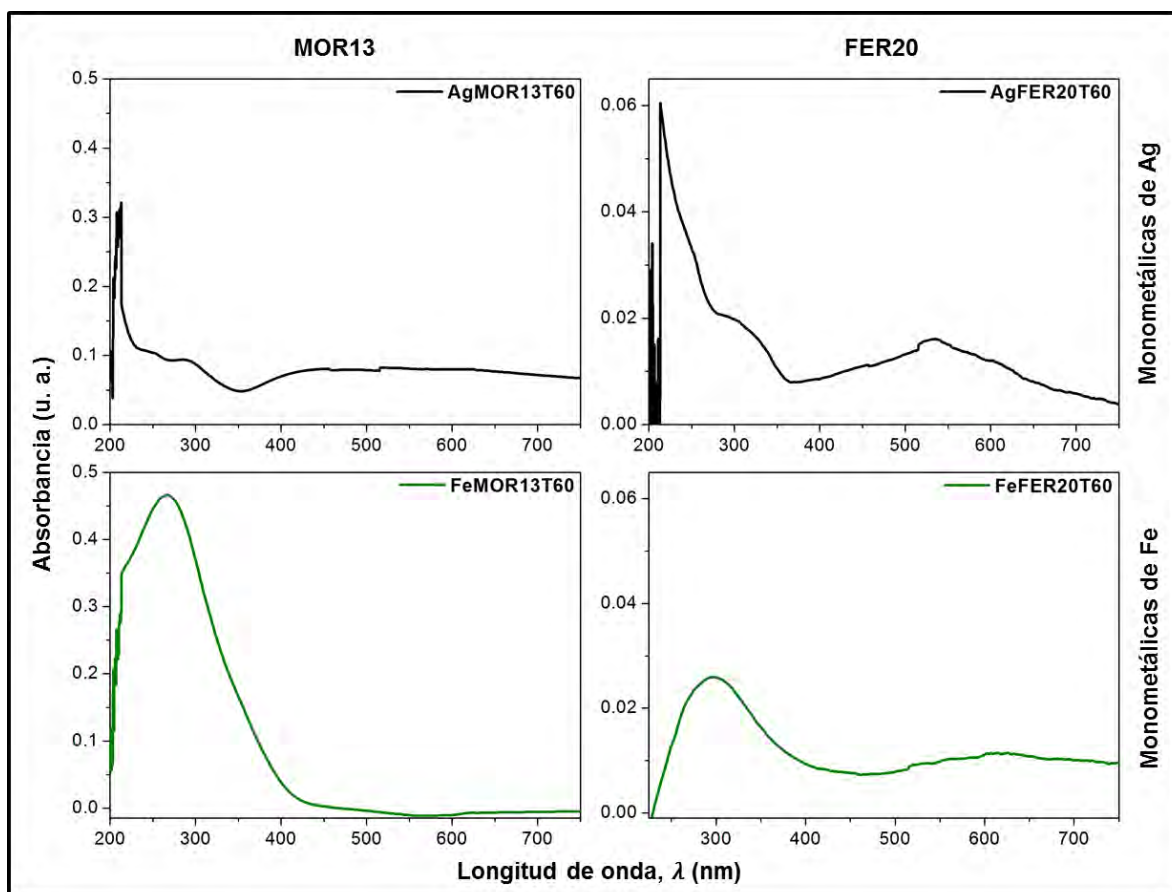 MOR13
FER20
AgMOR13T60
0.5
0.4
0.3
0.2
0.1
0.0
200 300 400 500 600 700
AgFER20T60
0.06
0.04
0.02
0.00
200 300 400 500 600 700
Monometálicas de Ag
Absorbancia (u. a.)
FeMOR13T60
0.5
0.4
0.3
0.2
0.1
0.0
200 300 400 500 600 700
FeFER20T60
0.06
0.04
0.02
0.00
300 400 500 600 700
Monometálicas de Fe
Longitud de onda, λ (nm)